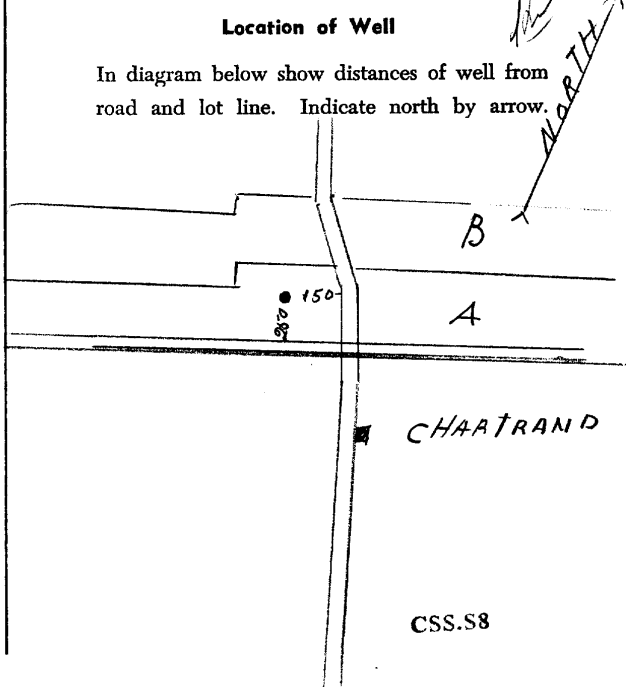 Location of Well
In diagram below show distances of well from
road and lot line. Indicate north by arrow.
NORTH
B
150
260
A
CHARTRAND
CSS.S8